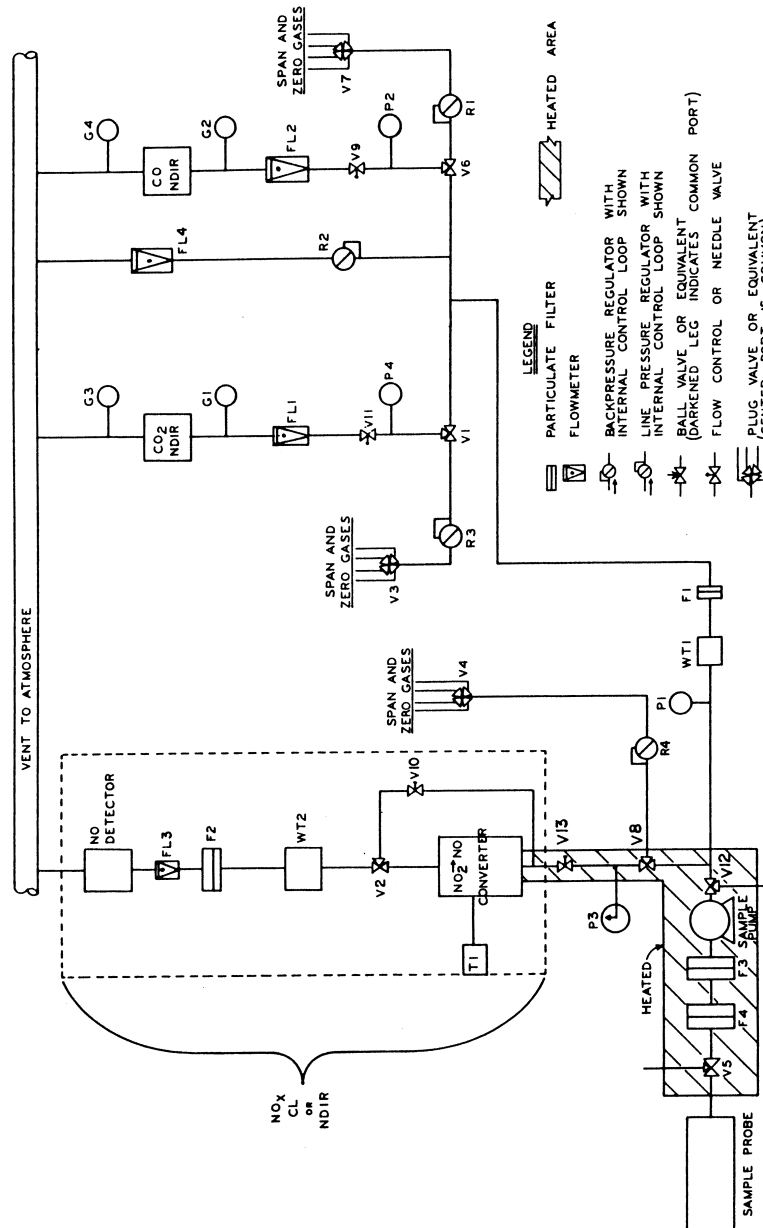 VENT TO ATMOSPHERE
G4
CO
NDIR
G2
FL2
V9
P2
V6
R1
SPAN AND
ZERO GASES
V7
FL4
R2
G3
CO2
NDIR
G1
FL1
V11
P4
V1
R3
SPAN AND
ZERO GASES
V3
NO
DETECTOR
FL3
F2
WT2
V2
V10
NO2→NO
CONVERTER
T1
NOX
CL
OR
NDIR
SPAN AND
ZERO GASES
V4
R4
V13
V8
P3
P1
WT1
F1
V12
SAMPLE
PUMP
F3
F4
V5
HEATED
SAMPLE PROBE
LEGEND
PARTICULATE FILTER
FLOWMETER
BACKPRESSURE REGULATOR WITH
INTERNAL CONTROL LOOP SHOWN
LINE PRESSURE REGULATOR WITH
INTERNAL CONTROL LOOP SHOWN
BALL VALVE OR EQUIVALENT
(DARKENED LEG INDICATES COMMON PORT)
FLOW CONTROL OR NEEDLE VALVE
PLUG VALVE OR EQUIVALENT
(CENTER PORT IS COMMON)
HEATED AREA